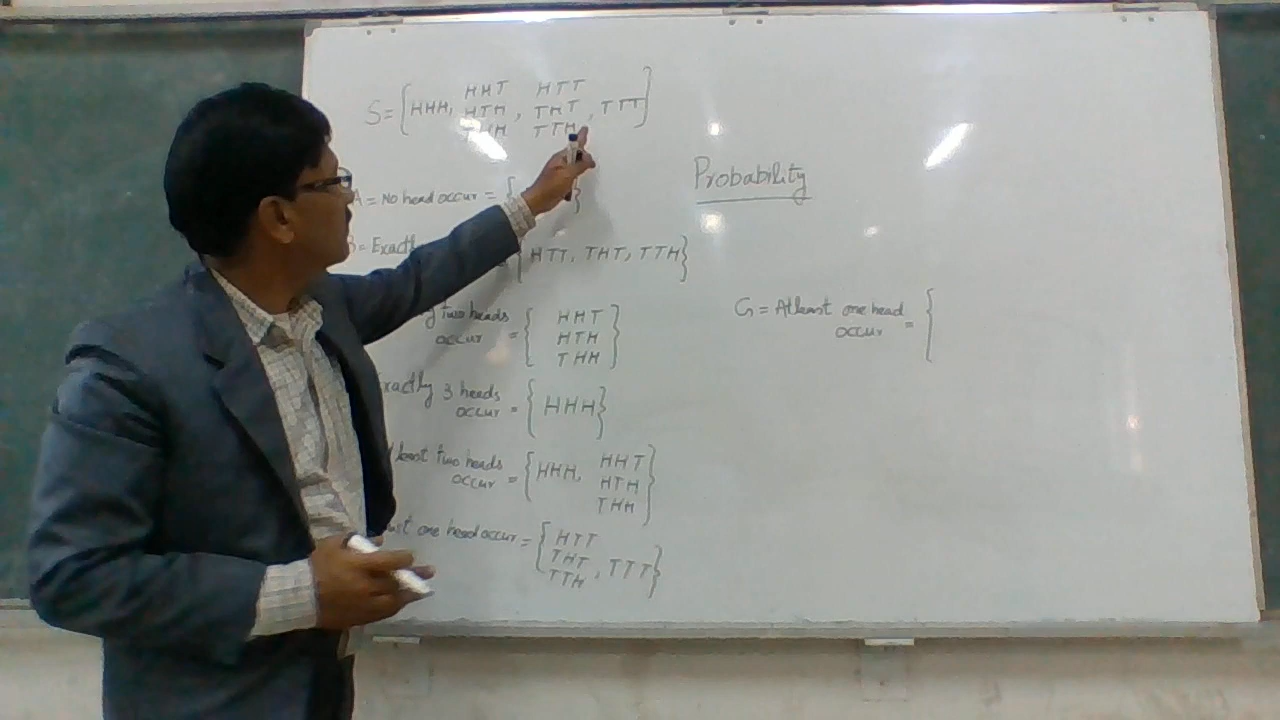 HHT HTT
S = { HHH, HTH , THT , TTT }
TTH
Probability
A = No head occur = { }
B = Exactly
= { HTT, THT, TTH }
two heads
occur = { HHT
HTH
THH }
G = Atleast one head
occur = {
xactly 3 heads
occur = { HHH }
least two heads
occur = { HHH, HHT
HTH
THH }
one head occur = { HTT
THT
TTH , TTT }